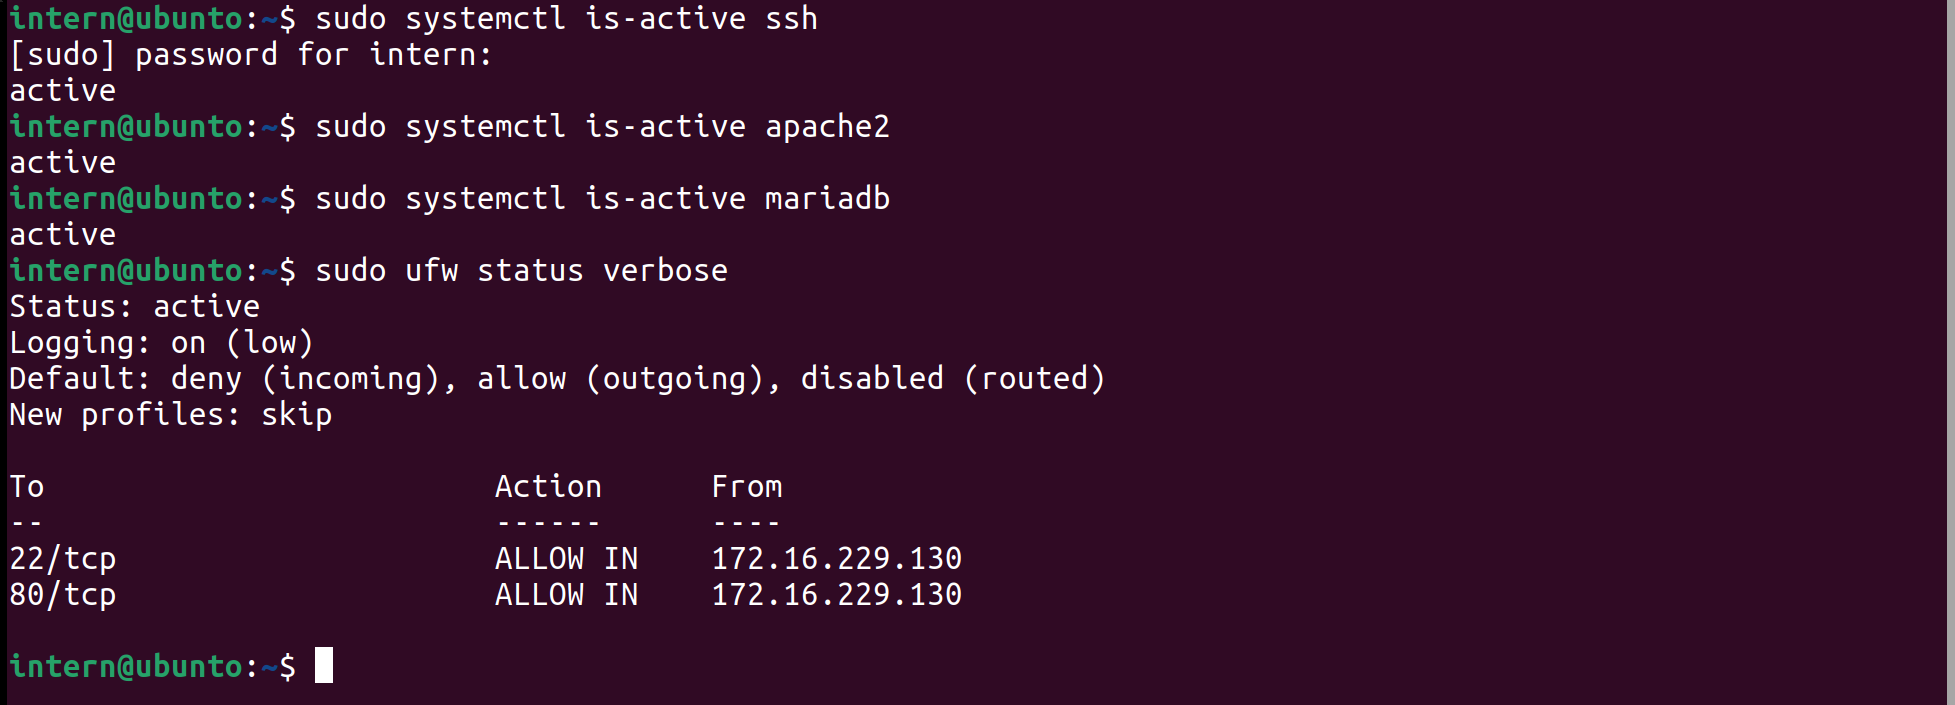 intern@ubunto:~$ sudo systemctl is-active ssh
[sudo] password for intern:
active
intern@ubunto:~$ sudo systemctl is-active apache2
active
intern@ubunto:~$ sudo systemctl is-active mariadb
active
intern@ubunto:~$ sudo ufw status verbose
Status: active
Logging: on (low)
Default: deny (incoming), allow (outgoing), disabled (routed)
New profiles: skip
To                         Action      From
--                         ------      ----
22/tcp                     ALLOW IN    172.16.229.130
80/tcp                     ALLOW IN    172.16.229.130
intern@ubunto:~$